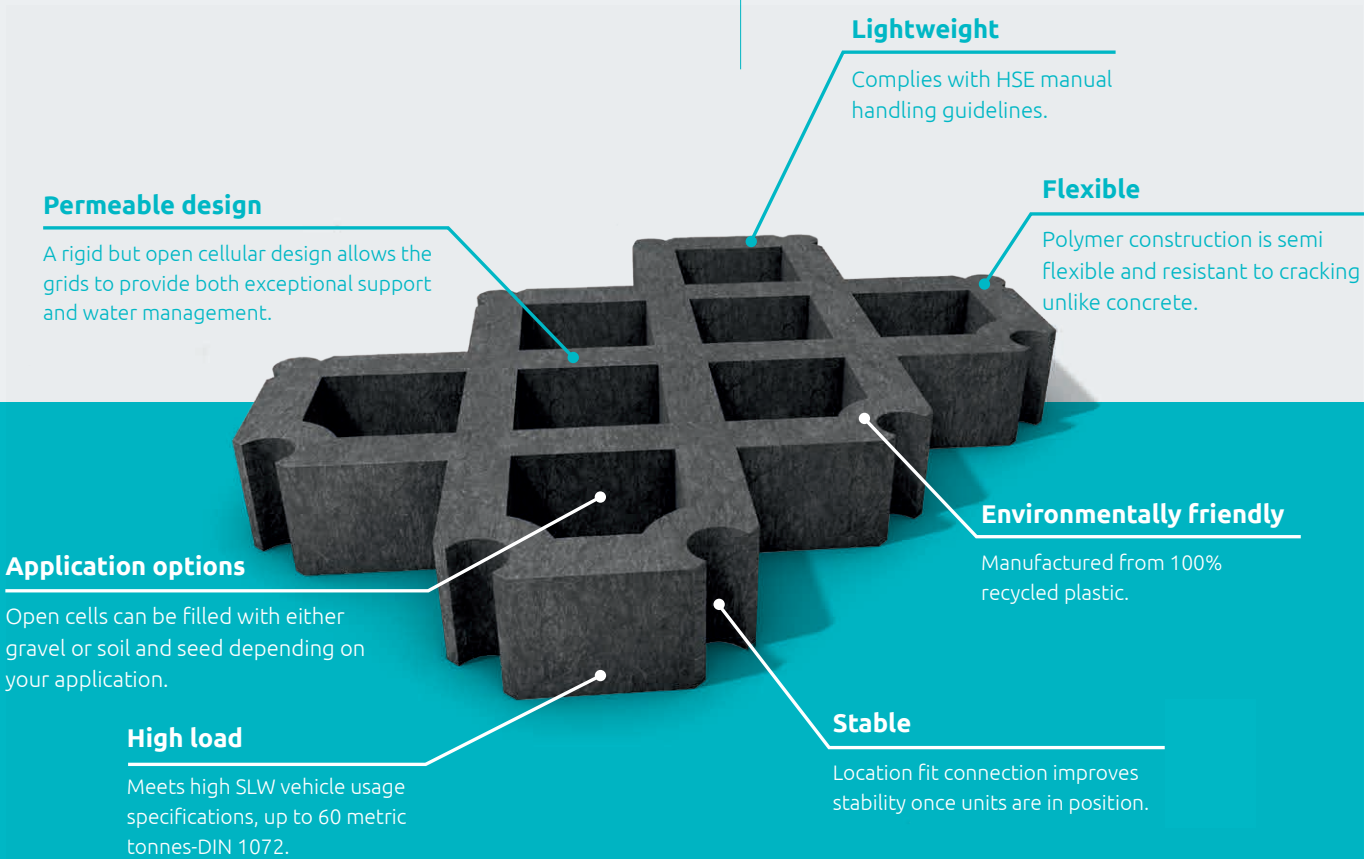 Lightweight
Complies with HSE manual
handling guidelines.
Permeable design
A rigid but open cellular design allows the
grids to provide both exceptional support
and water management.
Flexible
Polymer construction is semi
flexible and resistant to cracking
unlike concrete.
Application options
Open cells can be filled with either
gravel or soil and seed depending on
your application.
Environmentally friendly
Manufactured from 100%
recycled plastic.
High load
Meets high SLW vehicle usage
specifications, up to 60 metric
tonnes-DIN 1072.
Stable
Location fit connection improves
stability once units are in position.